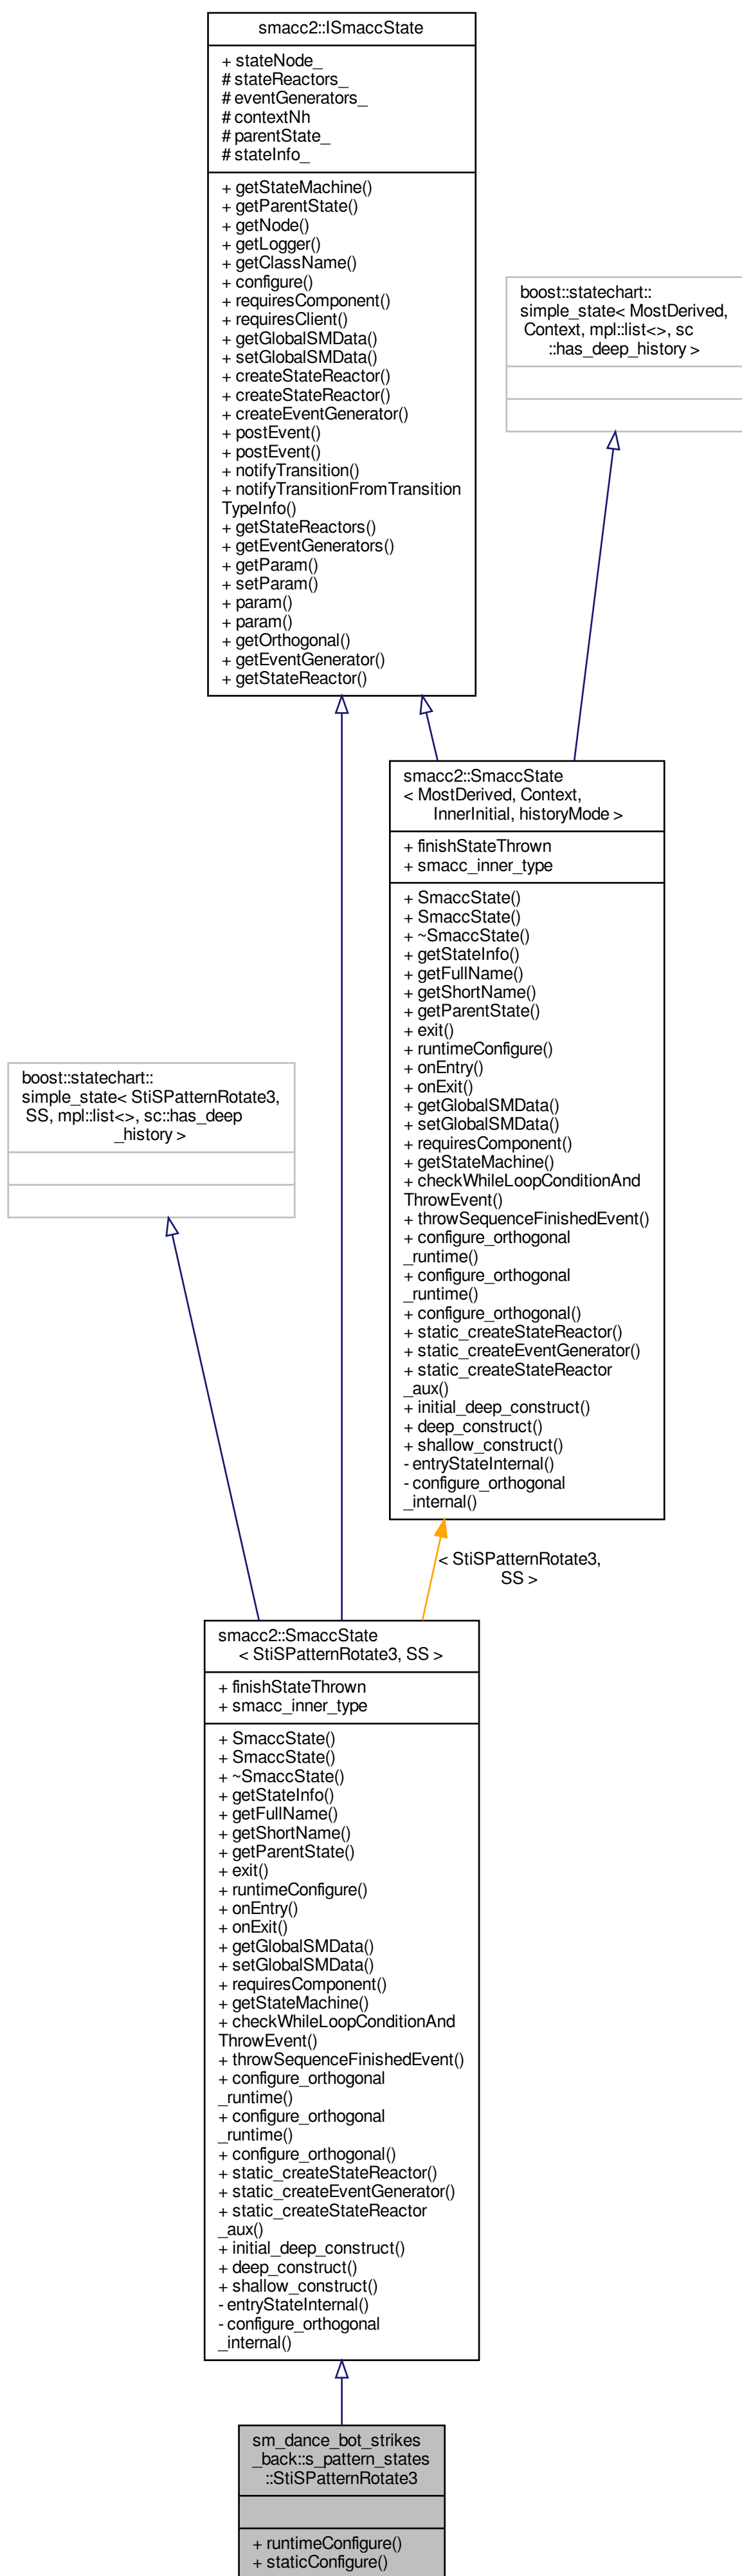 smacc2::ISmaccState
+ stateNode_
# stateReactors_
# eventGenerators_
# contextNh
# parentState_
# stateInfo_
+ getStateMachine()
+ getParentState()
+ getNode()
+ getLogger()
+ getClassName()
+ configure()
+ requiresComponent()
+ requiresClient()
+ getGlobalSMData()
+ setGlobalSMData()
+ createStateReactor()
+ createStateReactor()
+ createEventGenerator()
+ postEvent()
+ postEvent()
+ notifyTransition()
+ notifyTransitionFromTransition
TypeInfo()
+ getStateReactors()
+ getEventGenerators()
+ getParam()
+ setParam()
+ param()
+ param()
+ getOrthogonal()
+ getEventGenerator()
+ getStateReactor()
boost::statechart::
simple_state< MostDerived,
Context, mpl::list<>, sc
::has_deep_history >
smacc2::SmaccState
< MostDerived, Context,
InnerInitial, historyMode >
+ finishStateThrown
+ smacc_inner_type
+ SmaccState()
+ SmaccState()
+ ~SmaccState()
+ getStateInfo()
+ getFullName()
+ getShortName()
+ getParentState()
+ exit()
+ runtimeConfigure()
+ onEntry()
+ onExit()
+ getGlobalSMData()
+ setGlobalSMData()
+ requiresComponent()
+ getStateMachine()
+ checkWhileLoopConditionAnd
ThrowEvent()
+ throwSequenceFinishedEvent()
+ configure_orthogonal
_runtime()
+ configure_orthogonal
_runtime()
+ configure_orthogonal()
+ static_createStateReactor()
+ static_createEventGenerator()
+ static_createStateReactor
_aux()
+ initial_deep_construct()
+ deep_construct()
+ shallow_construct()
- entryStateInternal()
- configure_orthogonal
_internal()
boost::statechart::
simple_state< StiSPatternRotate3,
SS, mpl::list<>, sc::has_deep
_history >
< StiSPatternRotate3,
SS >
smacc2::SmaccState
< StiSPatternRotate3, SS >
+ finishStateThrown
+ smacc_inner_type
+ SmaccState()
+ SmaccState()
+ ~SmaccState()
+ getStateInfo()
+ getFullName()
+ getShortName()
+ getParentState()
+ exit()
+ runtimeConfigure()
+ onEntry()
+ onExit()
+ getGlobalSMData()
+ setGlobalSMData()
+ requiresComponent()
+ getStateMachine()
+ checkWhileLoopConditionAnd
ThrowEvent()
+ throwSequenceFinishedEvent()
+ configure_orthogonal
_runtime()
+ configure_orthogonal
_runtime()
+ configure_orthogonal()
+ static_createStateReactor()
+ static_createEventGenerator()
+ static_createStateReactor
_aux()
+ initial_deep_construct()
+ deep_construct()
+ shallow_construct()
- entryStateInternal()
- configure_orthogonal
_internal()
sm_dance_bot_strikes
_back::s_pattern_states
::StiSPatternRotate3
+ runtimeConfigure()
+ staticConfigure()